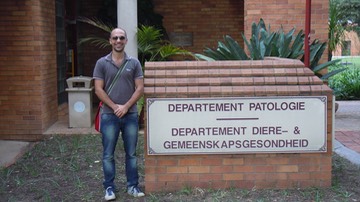 DEPARTEMENT PATOLOGIE
DEPARTEMENT DIERE– &
GEMEENSKAPSGESONDHEID